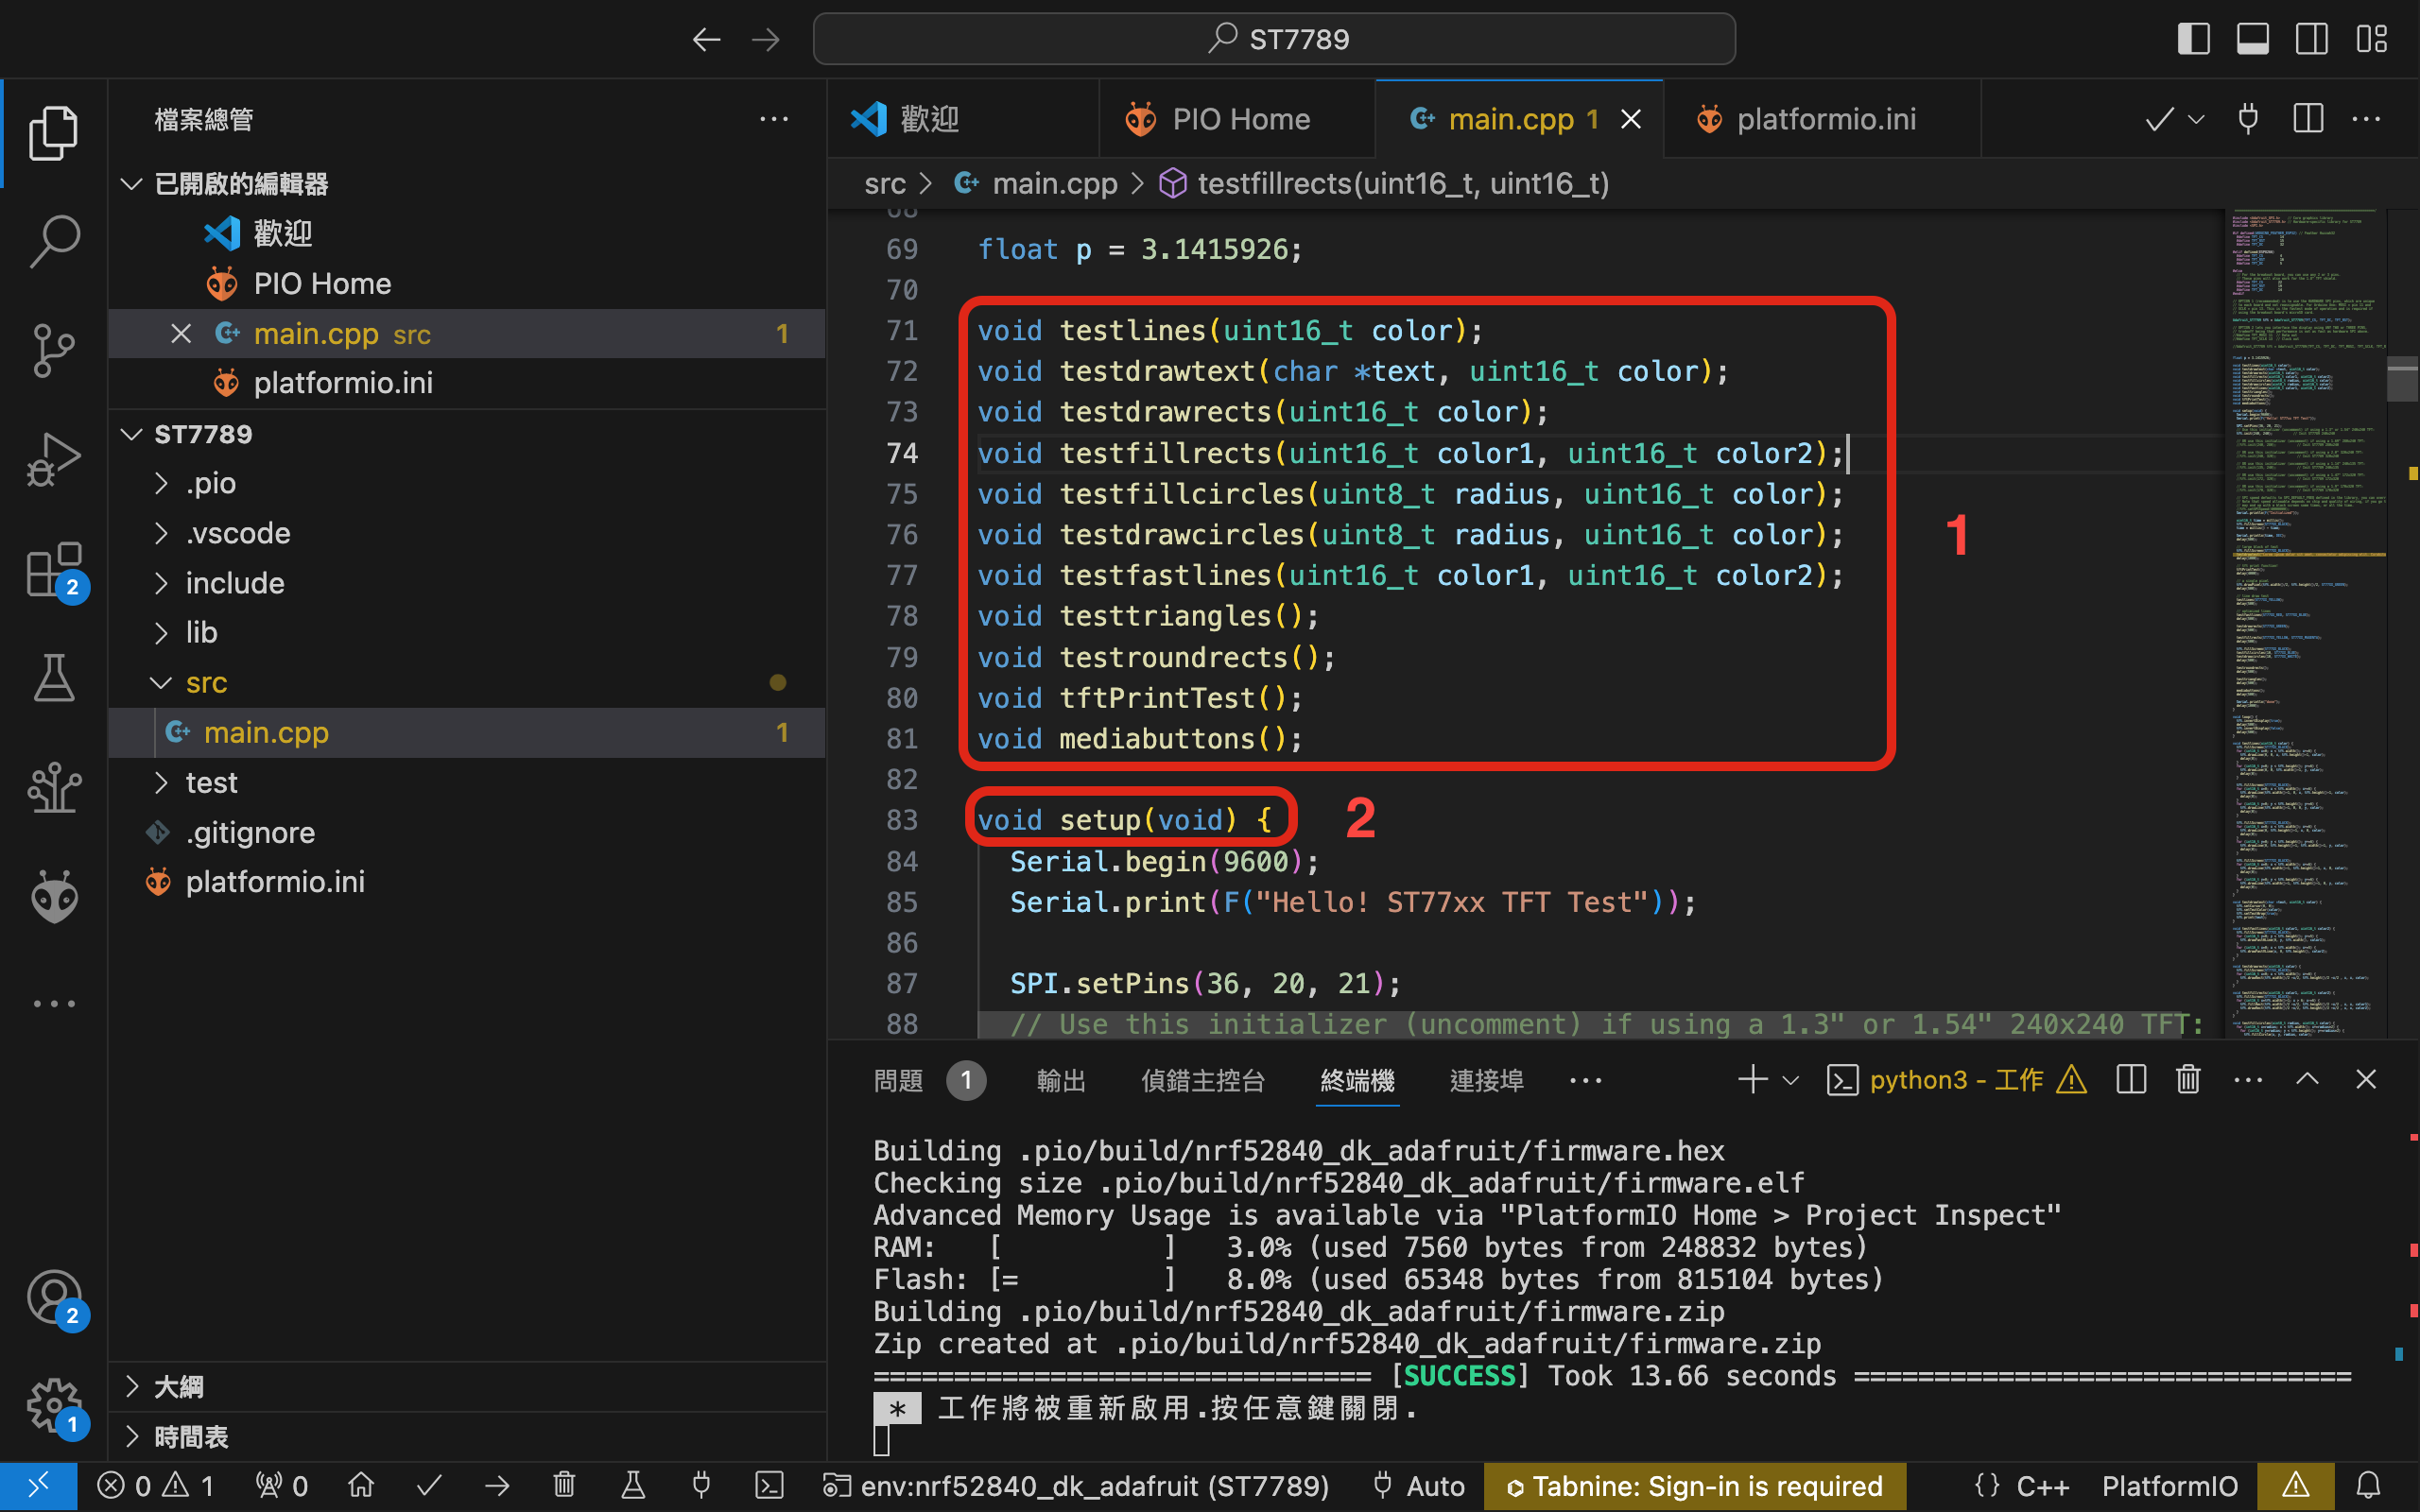 ST7789
檔案總管
已開啟的編輯器
歡迎
PIO Home
main.cpp src 1
platformio.ini
ST7789
.pio
.vscode
include
lib
src
main.cpp 1
test
.gitignore
platformio.ini
大綱
時間表
2
2
1
歡迎
PIO Home
main.cpp 1
platformio.ini
src > main.cpp > testfillrects(uint16_t, uint16_t)
68
69 float p = 3.1415926;
70
71 void testlines(uint16_t color);
72 void testdrawtext(char *text, uint16_t color);
73 void testdrawrects(uint16_t color);
74 void testfillrects(uint16_t color1, uint16_t color2);
75 void testfillcircles(uint8_t radius, uint16_t color);
76 void testdrawcircles(uint8_t radius, uint16_t color);
77 void testfastlines(uint16_t color1, uint16_t color2);
78 void testtriangles();
79 void testroundrects();
80 void tftPrintTest();
81 void mediabuttons();
1
82
83 void setup(void) {
2
84 Serial.begin(9600);
85 Serial.print(F("Hello! ST77xx TFT Test"));
86
87 SPI.setPins(36, 20, 21);
88 // Use this initializer (uncomment) if using a 1.3" or 1.54" 240x240 TFT:
問題 1 輸出 偵錯主控台 終端機 連接埠 python3 - 工作
Building .pio/build/nrf52840_dk_adafruit/firmware.hex
Checking size .pio/build/nrf52840_dk_adafruit/firmware.elf
Advanced Memory Usage is available via "PlatformIO Home > Project Inspect"
RAM: [ ] 3.0% (used 7560 bytes from 248832 bytes)
Flash: [= ] 8.0% (used 65348 bytes from 815104 bytes)
Building .pio/build/nrf52840_dk_adafruit/firmware.zip
Zip created at .pio/build/nrf52840_dk_adafruit/firmware.zip
=============================== [SUCCESS] Took 13.66 seconds ===============================
* 工作將被重新啟用.按任意鍵關閉.
0 1 0 env:nrf52840_dk_adafruit (ST7789) Auto Tabnine: Sign-in is required {} C++ PlatformIO